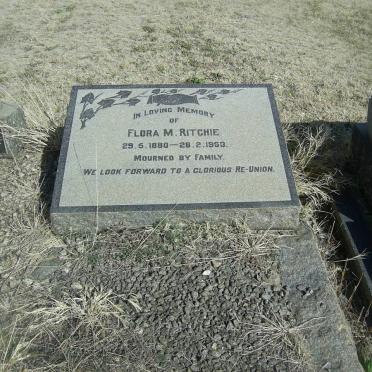 IN LOVING MEMORY
OF
FLORA M. RITCHIE
29.5.1880—28.2.1953.
MOURNED BY FAMILY.
WE LOOK FORWARD TO A GLORIOUS RE-UNION.